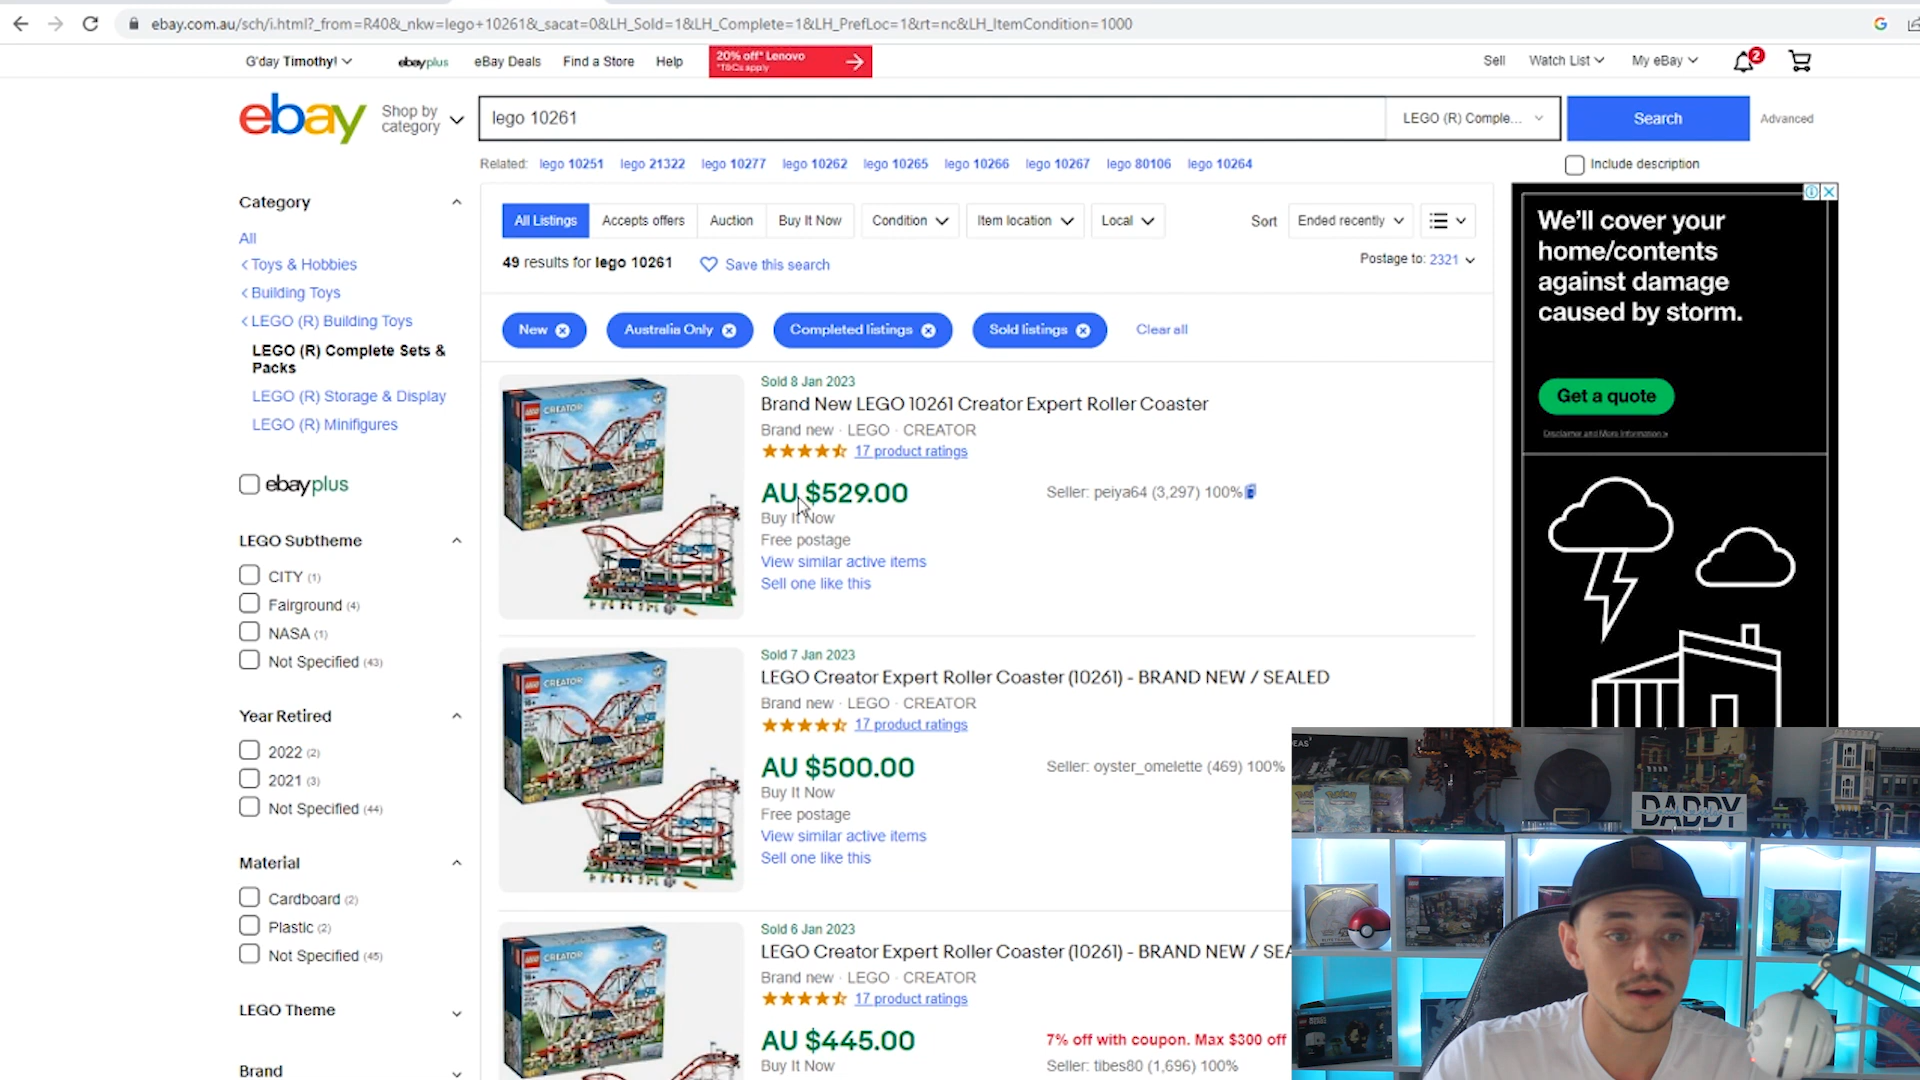 ebay.com.au/sch/i.html?_from=R40&_nkw=lego+10261&_sacat=0&LH_Sold=1&LH_Complete=1&LH_PrefLoc=1&rt=nc&LH_ItemCondition=1000
G'day Timothy!
ebayplus
eBay Deals
Find a Store
Help
20% off* Lenovo
*T&Cs apply
Sell
Watch List
My eBay
2
ebay
Shop by
category
lego 10261
LEGO (R) Comple...
Search
Advanced
Related: lego 10251 lego 21322 lego 10277 lego 10262 lego 10265 lego 10266 lego 10267 lego 80106 lego 10264
Include description
Category
All
Toys & Hobbies
Building Toys
LEGO (R) Building Toys
LEGO (R) Complete Sets &
Packs
LEGO (R) Storage & Display
LEGO (R) Minifigures
ebayplus
LEGO Subtheme
CITY (1)
Fairground (4)
NASA (1)
Not Specified (43)
Year Retired
2022 (2)
2021 (3)
Not Specified (44)
Material
Cardboard (2)
Plastic (2)
Not Specified (45)
LEGO Theme
Brand
All Listings
Accepts offers
Auction
Buy It Now
Condition
Item location
Local
Sort
Ended recently
49 results for lego 10261
Save this search
Postage to: 2321
New
Australia Only
Completed listings
Sold listings
Clear all
Sold 8 Jan 2023
Brand New LEGO 10261 Creator Expert Roller Coaster
Brand new · LEGO · CREATOR
17 product ratings
AU $529.00
Seller: peiya64 (3,297) 100%
Buy It Now
Free postage
View similar active items
Sell one like this
Sold 7 Jan 2023
LEGO Creator Expert Roller Coaster (10261) - BRAND NEW / SEALED
Brand new · LEGO · CREATOR
17 product ratings
AU $500.00
Seller: oyster_omelette (469) 100%
Buy It Now
Free postage
View similar active items
Sell one like this
Sold 6 Jan 2023
LEGO Creator Expert Roller Coaster (10261) - BRAND NEW / SEA
Brand new · LEGO · CREATOR
17 product ratings
AU $445.00
7% off with coupon. Max $300 off
Buy It Now
Seller: tibes80 (1,696) 100%
CREATOR
CREATOR
CREATOR
We'll cover your
home/contents
against damage
caused by storm.
Get a quote
Disclaimer and More Information >
DADDY